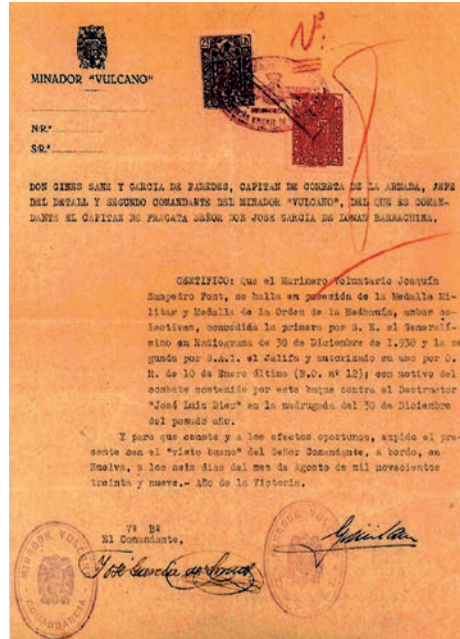 MINADOR "VULCANO"
N/R.ª
S/R.ª
Nº:
DON GINES SANZ Y GARCIA DE PAREDES, CAPITAN DE CORBETA DE LA ARMADA, JEFE
DEL DETALL Y SEGUNDO COMANDANTE DEL MINADOR "VULCANO", DEL QUE ES COMAN-
DANTE EL CAPITAN DE FRAGATA SEÑOR DON JOSE GARCIA DE LOMAS BARRACHINA.
CERTIFICO: Que el Marinero Voluntario Joaquín
Sampedro Font, se halla en posesión de la Medalla Mi-
litar y Medalla de la Orden de la Medhauia, ambas co-
lectivas, concedida la primera por S. E. el Generalí-
simo en Radiograma de 30 de Diciembre de 1.938 y la se
gunda por S.A.I. el Jalifa y autorizado su uso por O.
M. de 10 de Enero último (B.O. nº 12); con motivo del
combate sostenido por este buque contra el Destructor
"José Luis Diez" en la madrugada del 30 de Diciembre
del pasado año.
Y para que conste y a los efectos oportunos, expido el pre-
sente con el "visto bueno" del Señor Comandante, a bordo, en
Huelva, a los seis dias del mes de Agosto de mil novecientos
treinta y nueve.- Año de la Victoria.
Vº Bº
El Comandante,
José García de Lomas
MINADOR VULCANO
COMANDANCIA
MINADOR VULCANO
COMANDANCIA